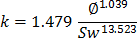 k = 1.479 Ø^1.039 / Sw^13.523